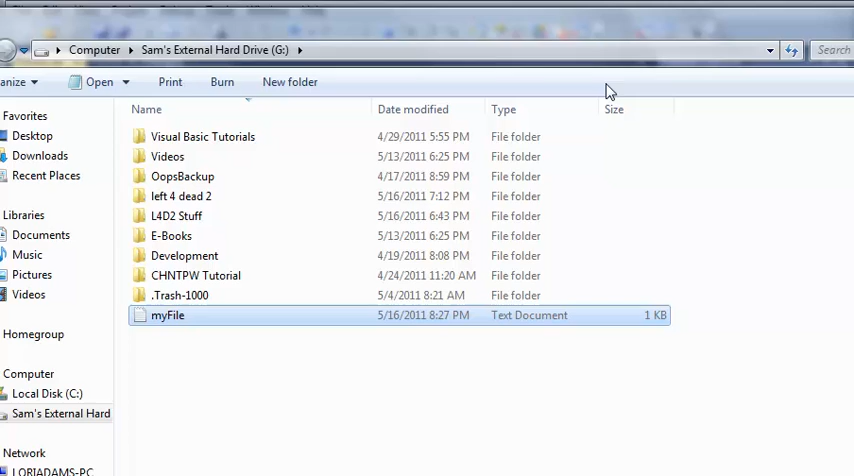 Computer Sam's External Hard Drive (G:) Search
anize Open Print Burn New folder
Name Date modified Type Size
Favorites
Desktop
Downloads
Recent Places
Libraries
Documents
Music
Pictures
Videos
Homegroup
Computer
Local Disk (C:)
Sam's External Hard
Network
LORIADAMS-PC
Visual Basic Tutorials 4/29/2011 5:55 PM File folder
Videos 5/13/2011 6:25 PM File folder
OopsBackup 4/17/2011 8:59 PM File folder
left 4 dead 2 5/16/2011 7:12 PM File folder
L4D2 Stuff 5/16/2011 6:43 PM File folder
E-Books 5/13/2011 6:25 PM File folder
Development 4/19/2011 8:08 PM File folder
CHNTPW Tutorial 4/24/2011 11:20 AM File folder
.Trash-1000 5/4/2011 8:21 AM File folder
myFile 5/16/2011 8:27 PM Text Document 1 KB